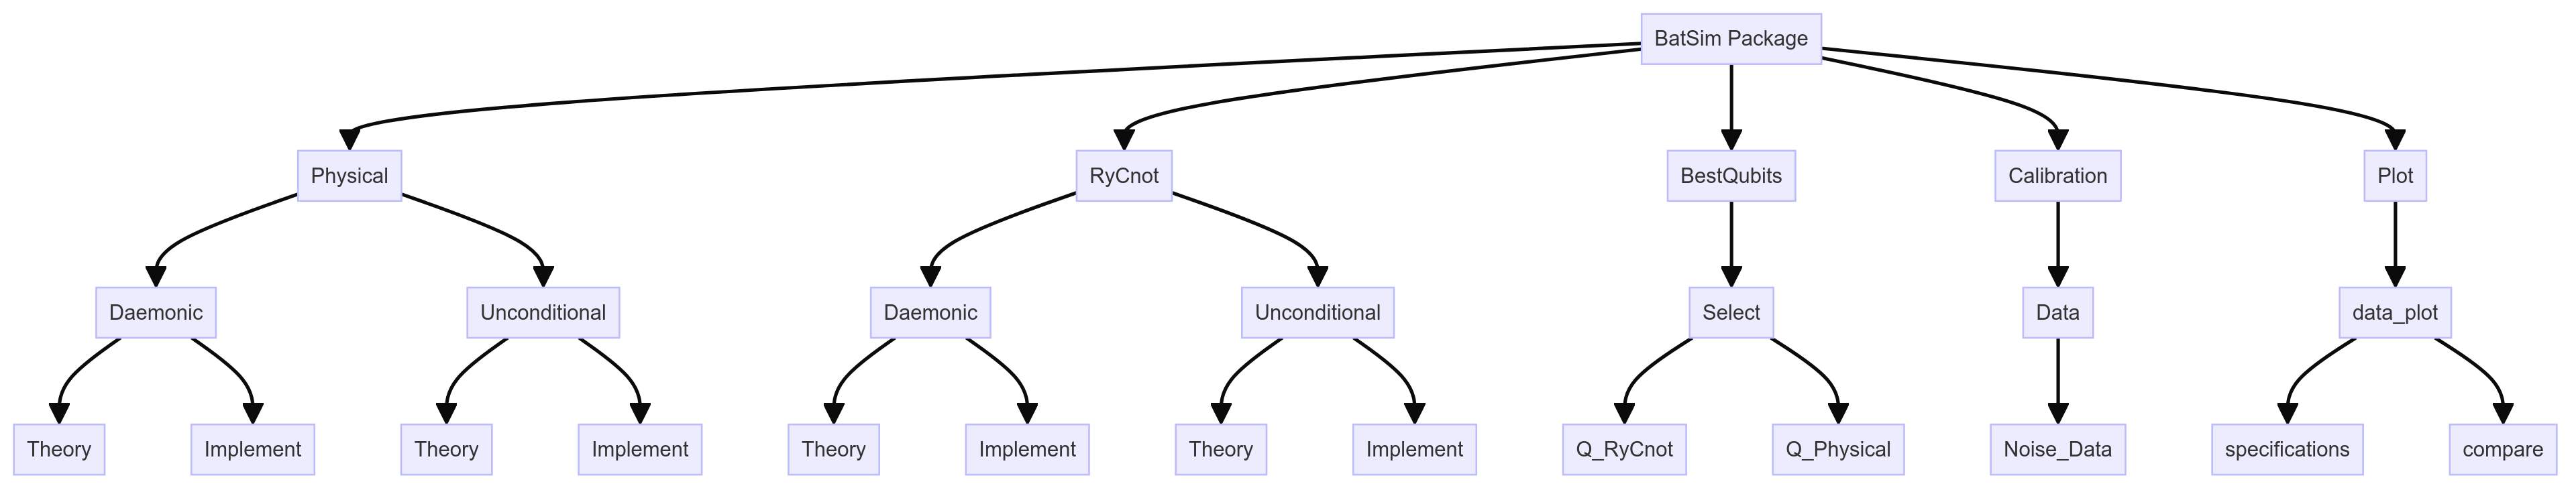 BatSim Package
Physical
RyCnot
BestQubits
Calibration
Plot
Daemonic
Unconditional
Daemonic
Unconditional
Select
Data
data_plot
Theory
Implement
Theory
Implement
Theory
Implement
Theory
Implement
Q_RyCnot
Q_Physical
Noise_Data
specifications
compare